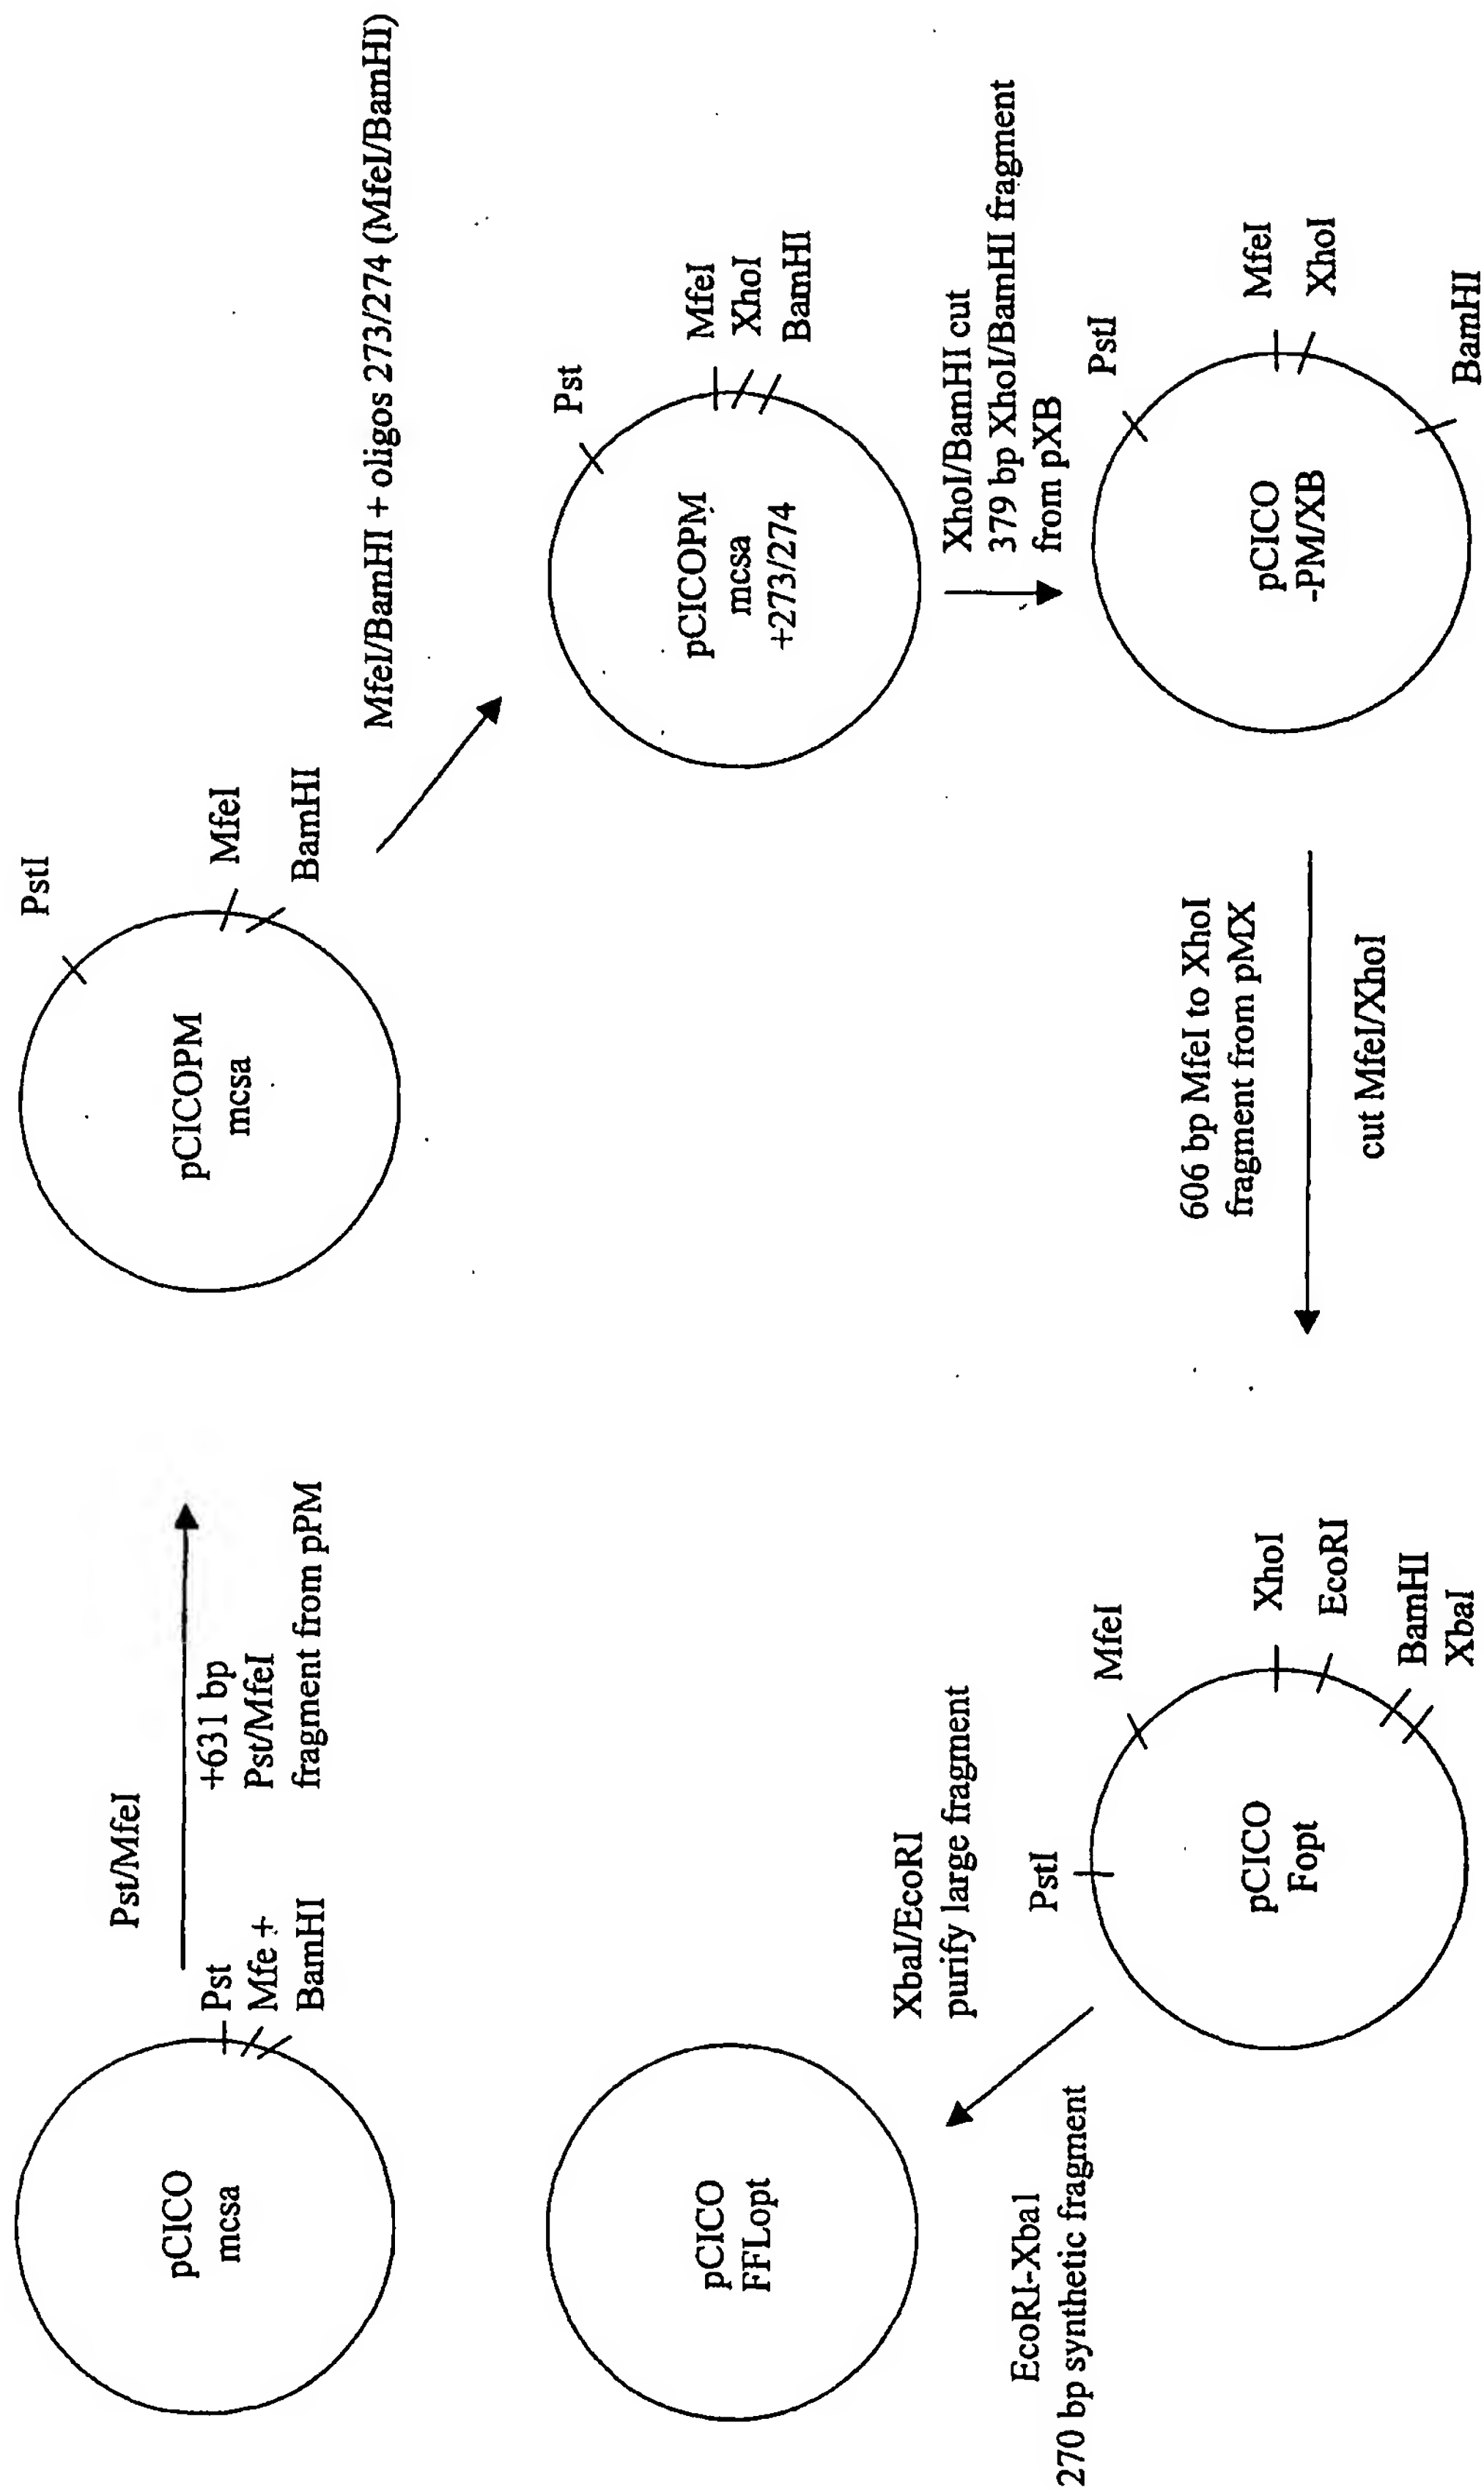 pCICO
mcsa
Pst
Mfe +
BamHI
Pst/MfeI
+631 bp
Pst/MfeI
fragment from pPM
pCICOPM
mcsa
PstI
MfeI
BamHI
MfeI/BamHI + oligos 273/274 (MfeI/BamHI)
pCICOPM
mcsa
+273/274
Pst
MfeI
XhoI
BamHI
XhoI/BamHI cut
379 bp XhoI/BamHI fragment
from pXB
pCICO
-PM/XB
PstI
MfeI
XhoI
BamHI
606 bp MfeI to XhoI
fragment from pMX
cut MfeI/XhoI
pCICO
Fopt
PstI
MfeI
XhoI
EcoRI
BamHI
XbaI
XbaI/EcoRI
purify large fragment
EcoRI-XbaI
270 bp synthetic fragment
pCICO
FFLopt